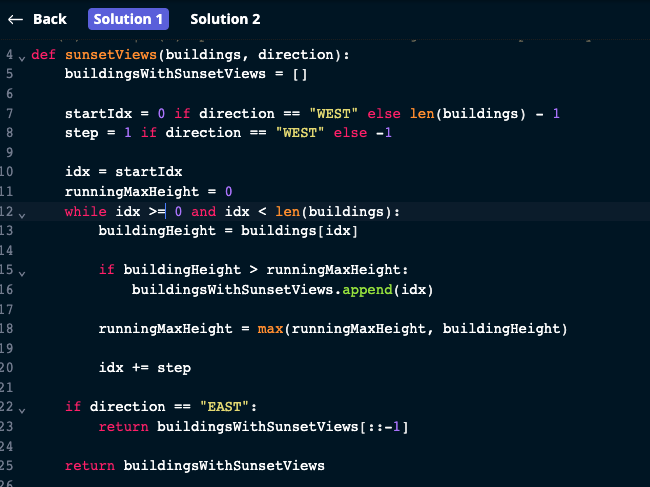 ← Back Solution 1 Solution 2
4 def sunsetViews(buildings, direction):
5     buildingsWithSunsetViews = []
6
7     startIdx = 0 if direction == "WEST" else len(buildings) - 1
8     step = 1 if direction == "WEST" else -1
9
10     idx = startIdx
11     runningMaxHeight = 0
12     while idx >= 0 and idx < len(buildings):
13         buildingHeight = buildings[idx]
14
15         if buildingHeight > runningMaxHeight:
16             buildingsWithSunsetViews.append(idx)
17
18         runningMaxHeight = max(runningMaxHeight, buildingHeight)
19
20         idx += step
21
22     if direction == "EAST":
23         return buildingsWithSunsetViews[::-1]
24
25     return buildingsWithSunsetViews
26